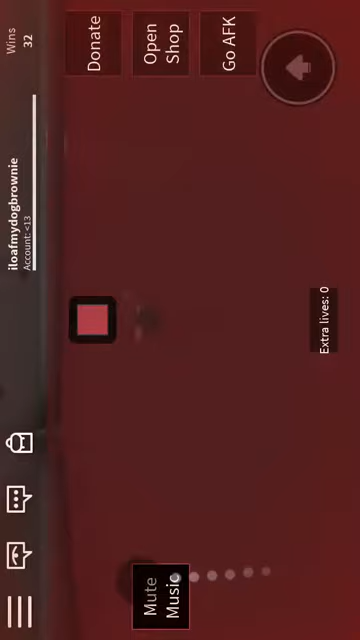 iloafmydogbrownie
Account: <13
Wins
32
Donate
Open
Shop
Go AFK
Mute
Music
Extra lives: 0